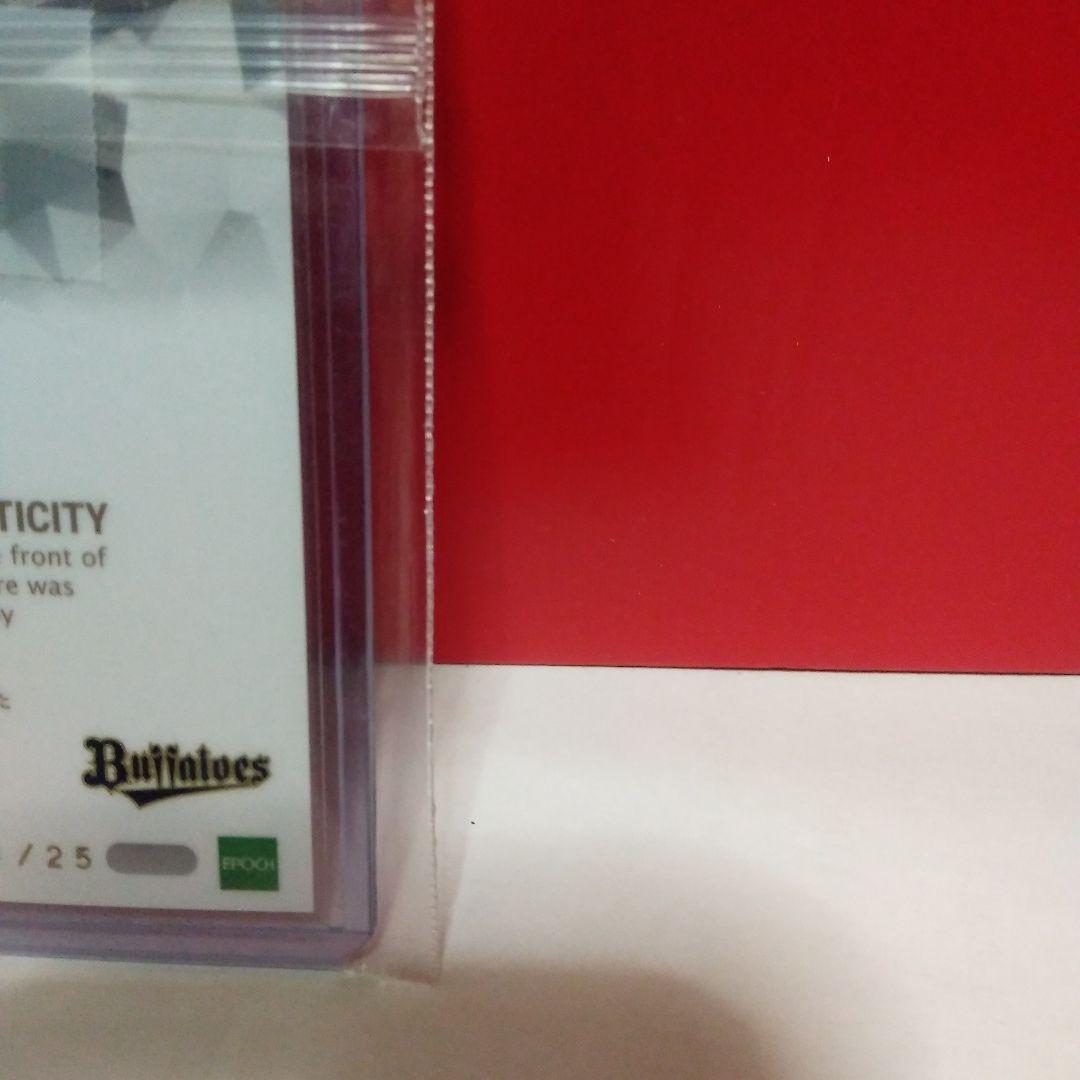 TICITY
front of
re was
y
Buffaloes
/25
EPOCH